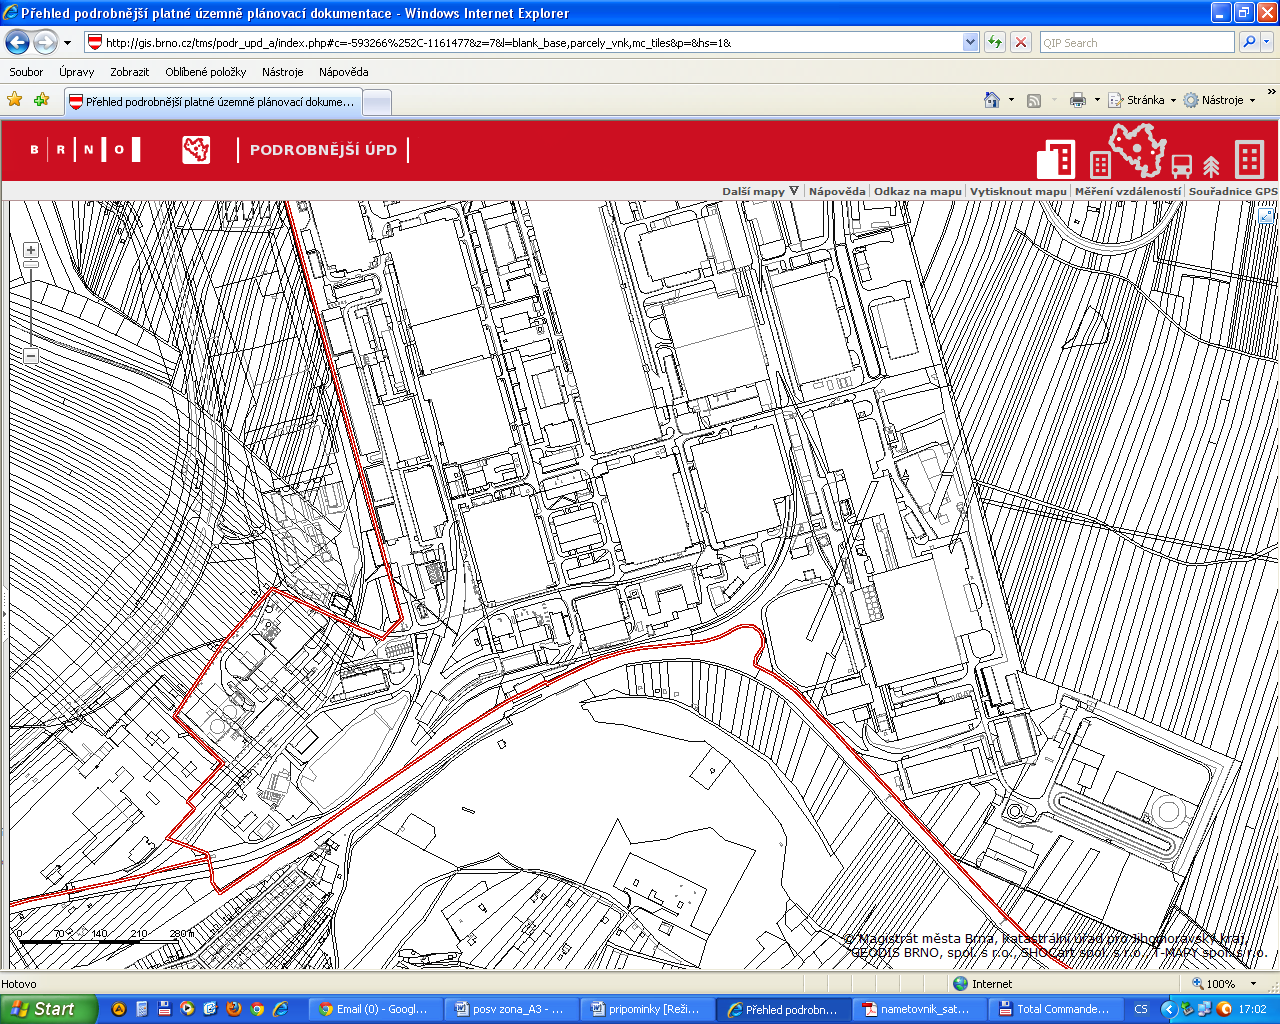 Přehled podrobnější platné územně plánovací dokumentace - Windows Internet Explorer
http://gis.brno.cz/tms/podr_upd_a/index.php#c=-593266%252C-1161477&z=7&l=blank_base,parcely_vnk,mc_tiles&p=&hs=1&
QIP Search
Soubor Úpravy Zobrazit Oblíbené položky Nástroje Nápověda
Přehled podrobnější platné územně plánovací dokume...
Stránka Nástroje
BRNO PODROBNĚJŠÍ ÚPD
Další mapy Nápověda Odkaz na mapu Vytisknout mapu Měření vzdáleností Souřadnice GPS
0 70 140 210 280 m
© Magistrát města Brna, Katastrální úřad pro Jihomoravský kraj,
GEODIS BRNO, spol. s r.o., SHOCart spol. s r.o., T-MAPY spol. s r.o.
Hotovo Internet 100%
Start Email (0) - Googl... posv zona_A3 - ... pripominky [Reži... Přehled podrobn... nametovnik_sat... Total Commande... CS 17:02